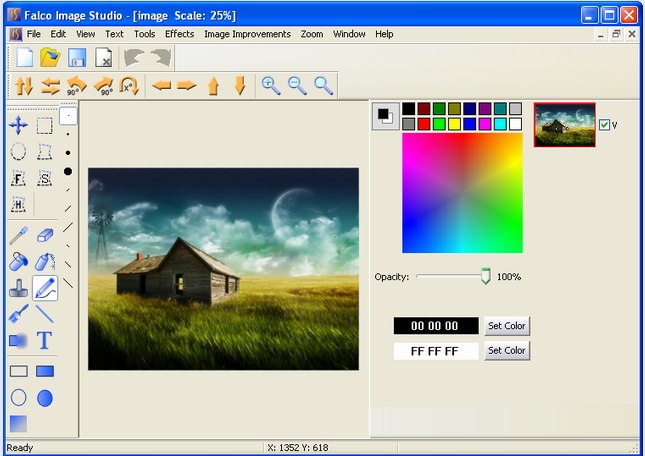 Falco Image Studio - [image Scale: 25%]
File Edit View Text Tools Effects Image Improvements Zoom Window Help
90° 90° x°
V
F S
H
T
Opacity: 100%
00 00 00 Set Color
FF FF FF Set Color
Ready X: 1352 Y: 618